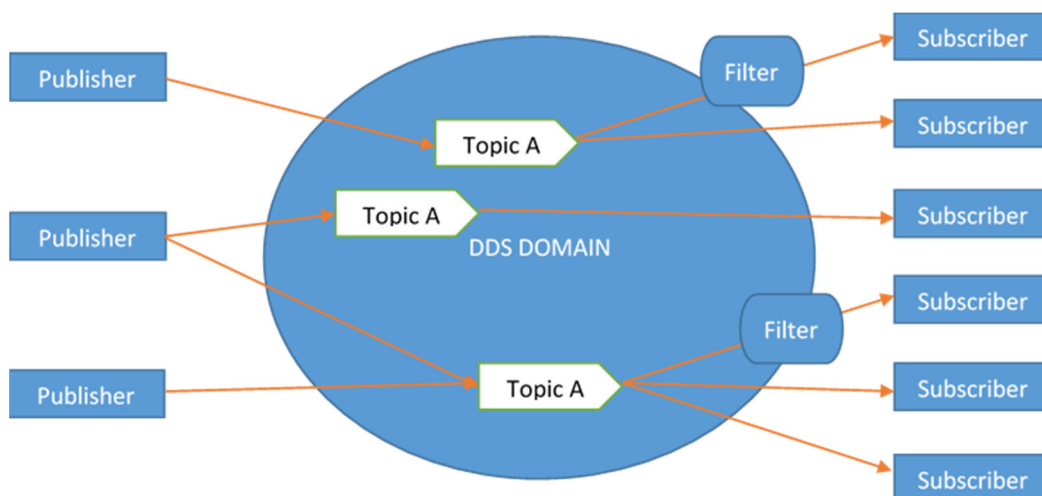 Subscriber
Filter
Publisher
Subscriber
Topic A
Subscriber
Topic A
Publisher
DDS DOMAIN
Subscriber
Filter
Subscriber
Topic A
Publisher
Subscriber